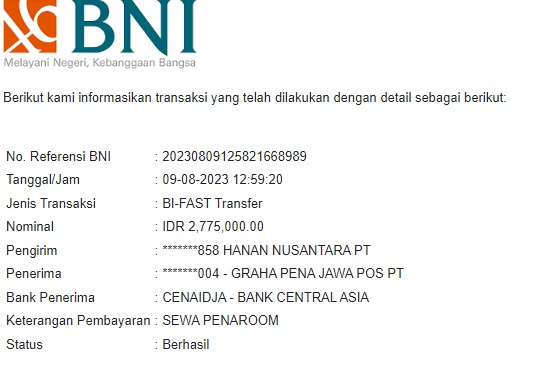 BNI
Melayani Negeri, Kebanggaan Bangsa
Berikut kami informasikan transaksi yang telah dilakukan dengan detail sebagai berikut:
No. Referensi BNI : 20230809125821668989
Tanggal/Jam : 09-08-2023 12:59:20
Jenis Transaksi : BI-FAST Transfer
Nominal : IDR 2,775,000.00
Pengirim : *******858 HANAN NUSANTARA PT
Penerima : *******004 - GRAHA PENA JAWA POS PT
Bank Penerima : CENAIDJA - BANK CENTRAL ASIA
Keterangan Pembayaran : SEWA PENAROOM
Status : Berhasil